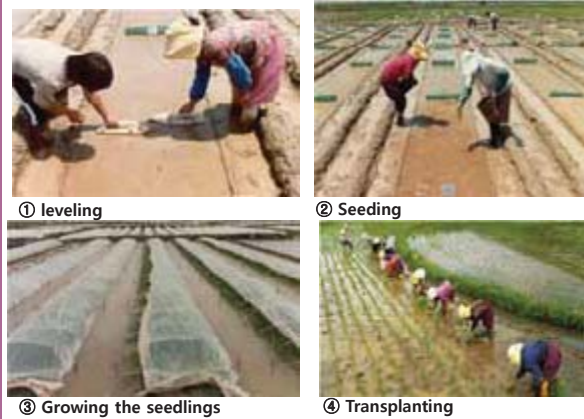 ① leveling
② Seeding
③ Growing the seedlings
④ Transplanting